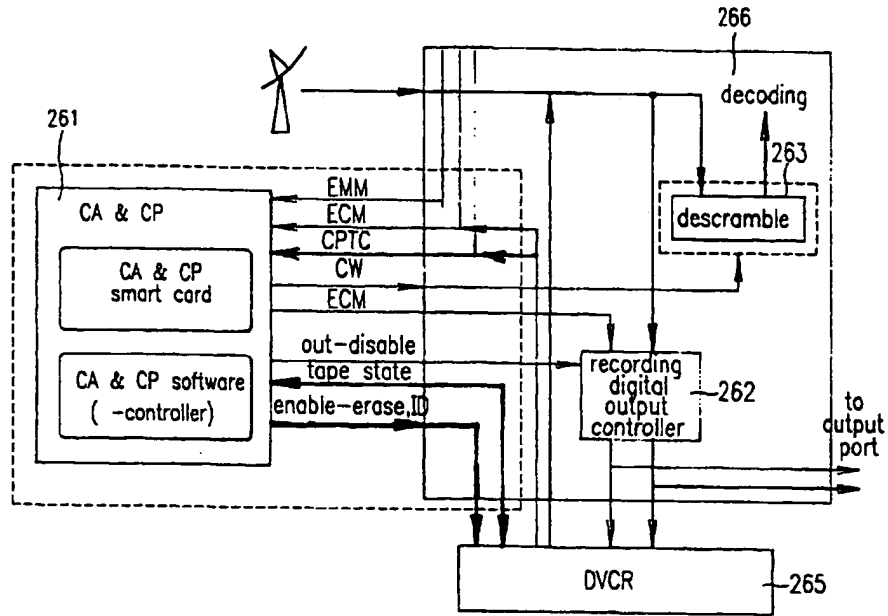 266
decoding
261
263
EMM
CA & CP
ECM
descramble
CPTC
CA & CP
smart card
CW
ECM
out-disable
tape state
CA & CP software
( -controller)
enable-erase,ID
recording
digital
output
controller
262
to
output
port
DVCR
265